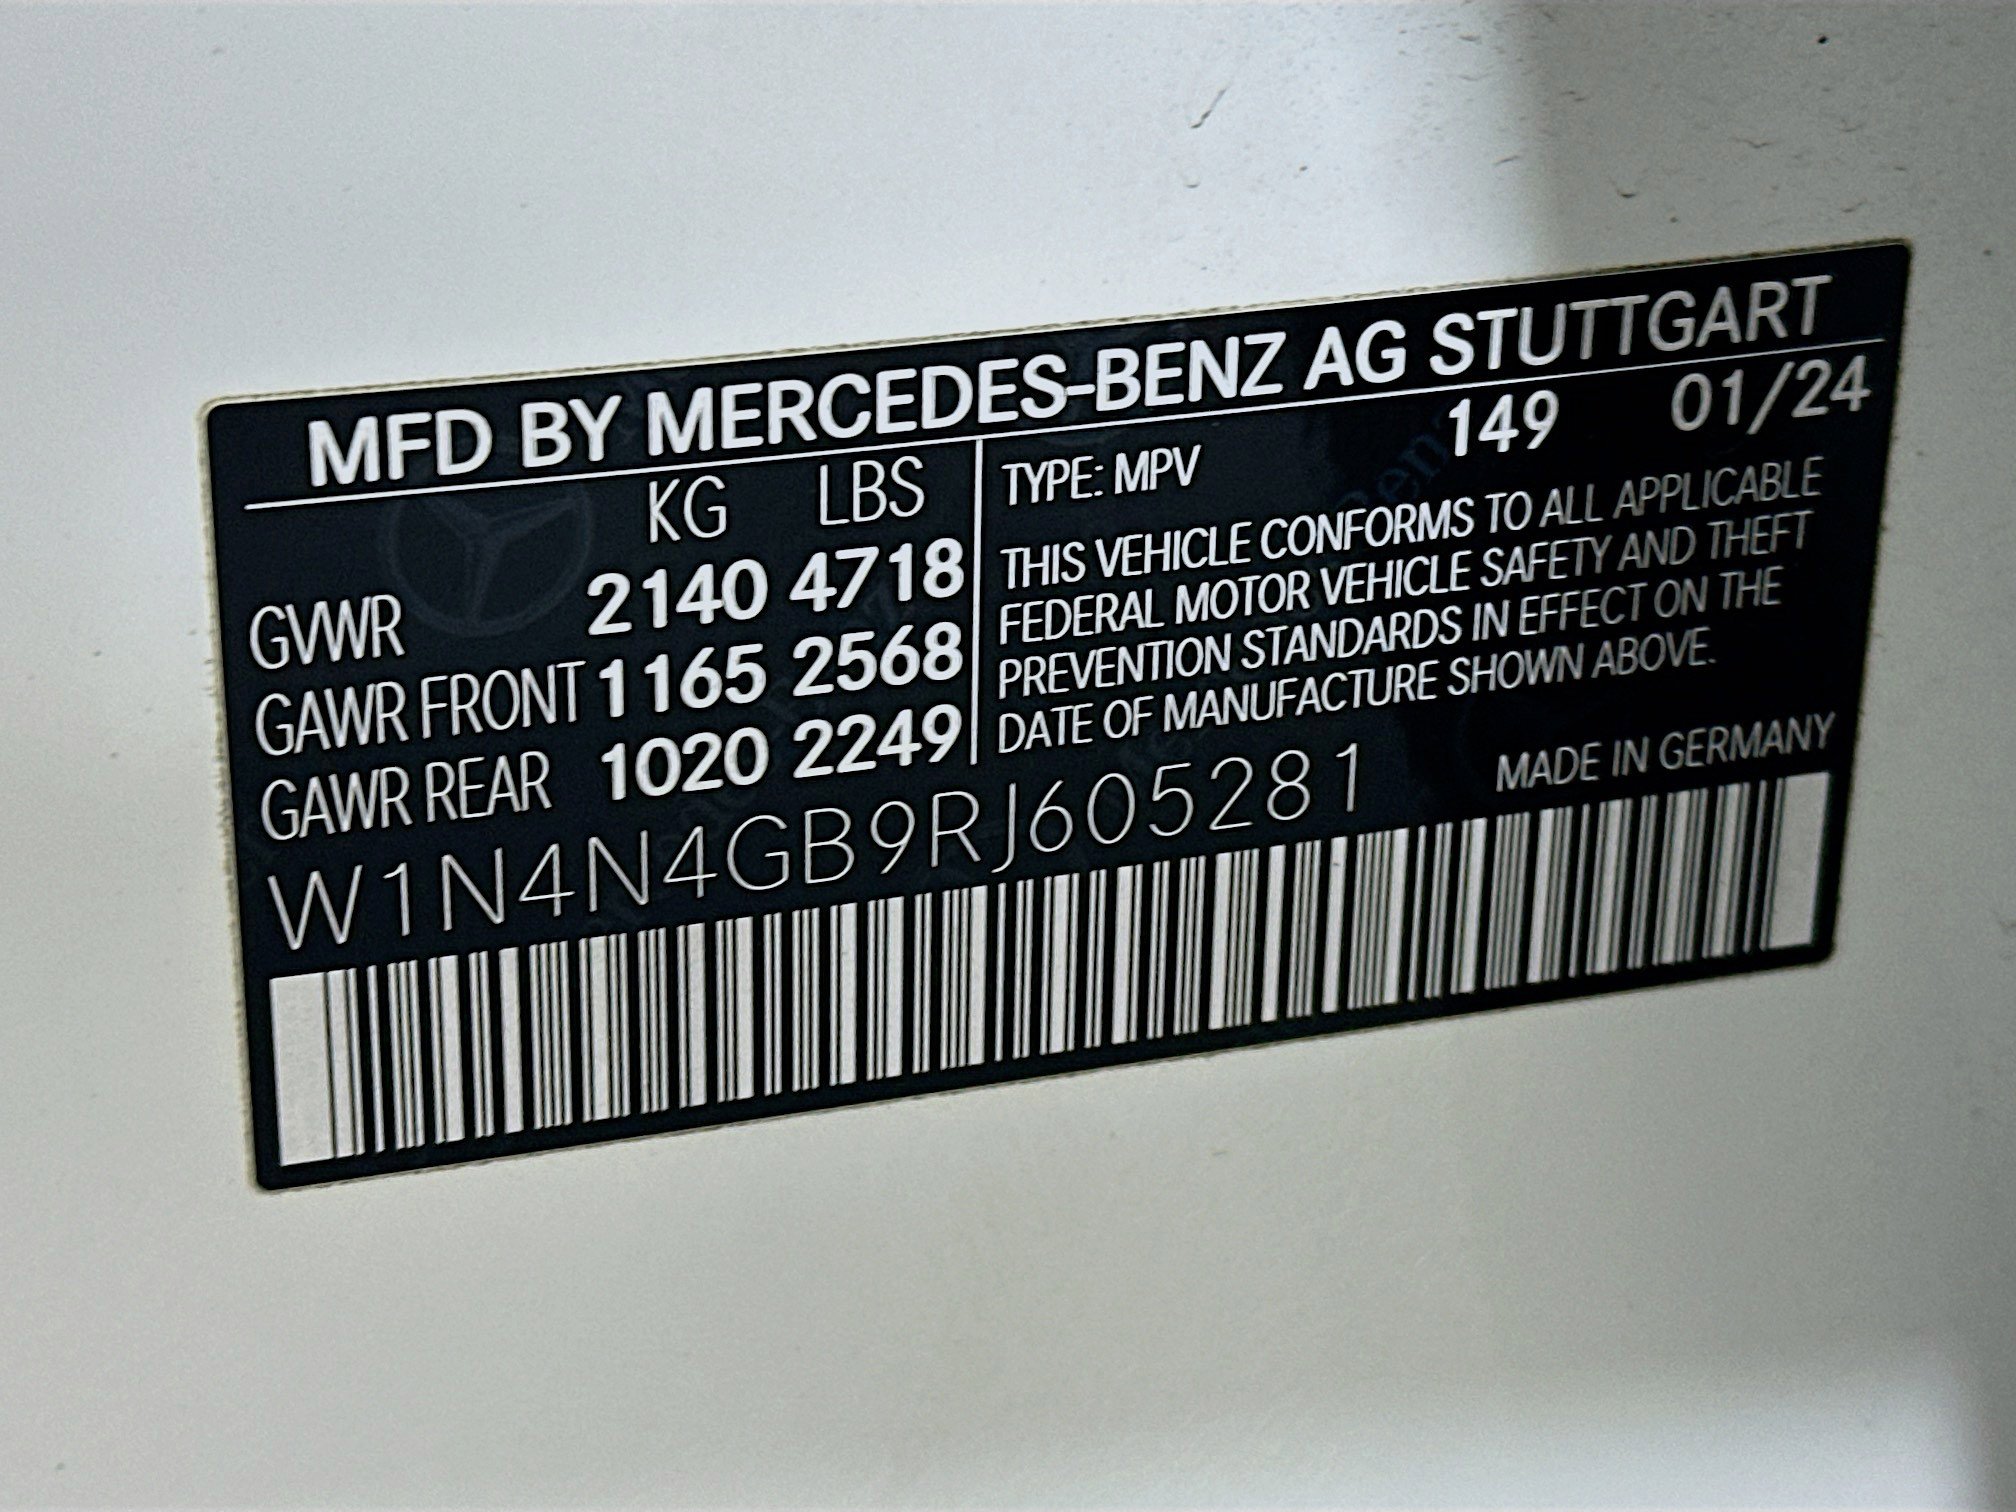 MFD BY MERCEDES-BENZ AG STUTTGART
KG LBS
GVWR 2140 4718
GAWR FRONT 1165 2568
GAWR REAR 1020 2249
TYPE: MPV 149 01/24
THIS VEHICLE CONFORMS TO ALL APPLICABLE
FEDERAL MOTOR VEHICLE SAFETY AND THEFT
PREVENTION STANDARDS IN EFFECT ON THE
DATE OF MANUFACTURE SHOWN ABOVE.
W1N4N4GB9RJ605281
MADE IN GERMANY